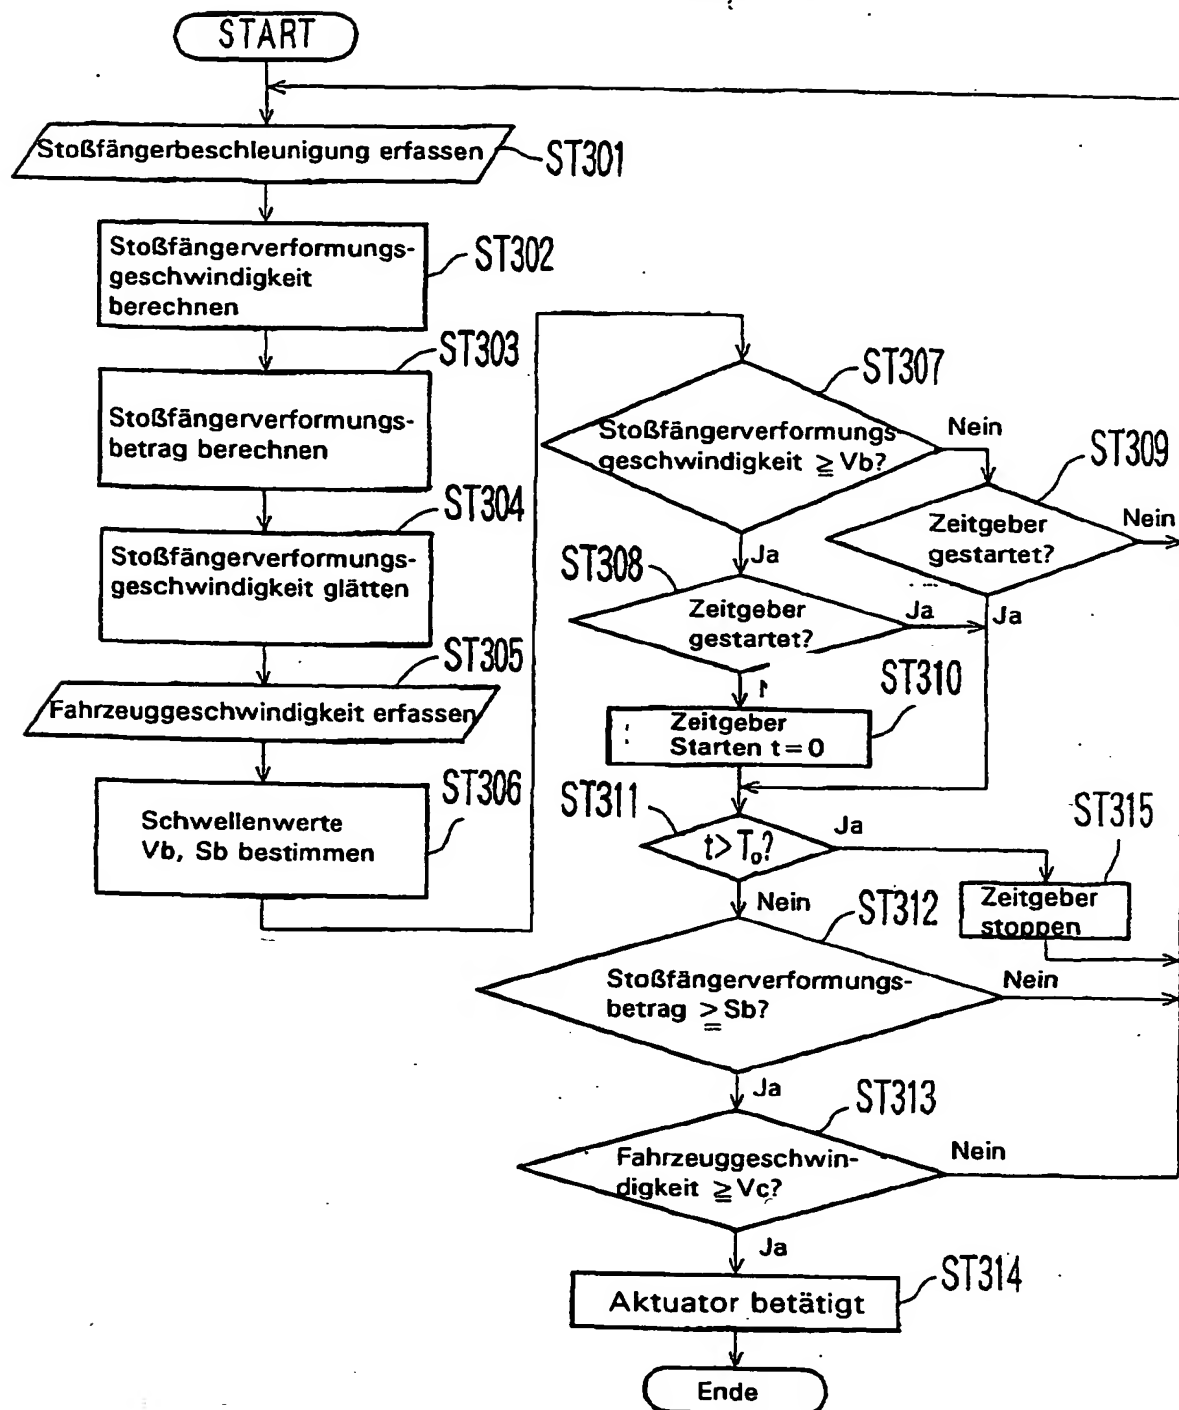 START
Stoßfängerbeschleunigung erfassen
ST301
Stoßfängerverformungs-
geschwindigkeit
berechnen
ST302
ST303
Stoßfängerverformungs-
betrag berechnen
ST304
Stoßfängerverformungs-
geschwindigkeit glätten
ST305
Fahrzeuggeschwindigkeit erfassen
ST306
Schwellenwerte
Vb, Sb bestimmen
ST307
Stoßfängerverformungs
geschwindigkeit ≧ Vb?
Nein
Ja
ST309
Zeitgeber
gestartet?
Nein
Ja
ST308
Zeitgeber
gestartet?
Ja
ST310
Zeitgeber
Starten t = 0
ST311
t > T₀?
Ja
Nein
ST315
Zeitgeber
stoppen
ST312
Stoßfängerverformungs-
betrag ≧ Sb?
Nein
Ja
ST313
Fahrzeuggeschwin-
digkeit ≧ Vc?
Nein
Ja
ST314
Aktuator betätigt
Ende